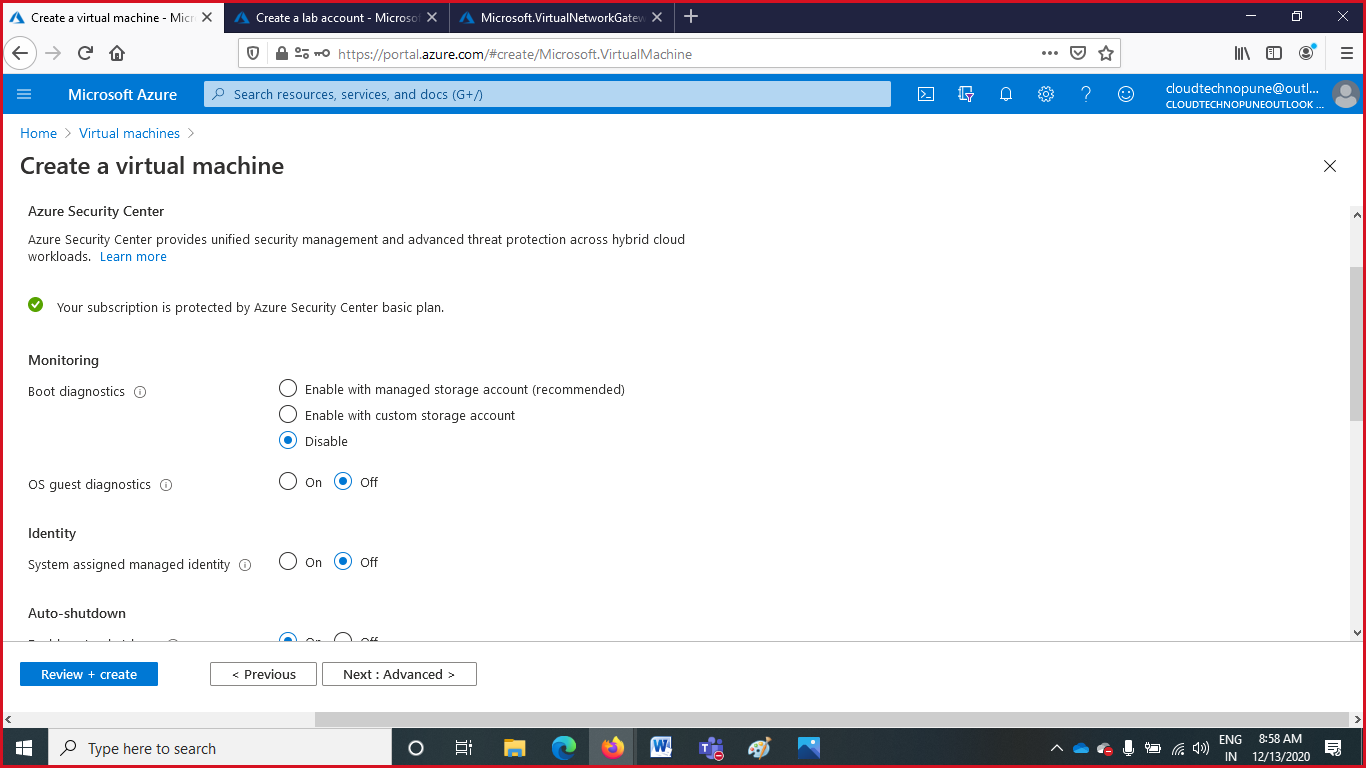 Create a virtual machine - Micr
Create a lab account - Microsof
Microsoft.VirtualNetworkGatew
https://portal.azure.com/#create/Microsoft.VirtualMachine
Microsoft Azure
Search resources, services, and docs (G+/)
cloudtechnopune@outl...
CLOUDTECHNOPUNEOUTLOOK ...
Home > Virtual machines >
Create a virtual machine
Azure Security Center
Azure Security Center provides unified security management and advanced threat protection across hybrid cloud
workloads. Learn more
Your subscription is protected by Azure Security Center basic plan.
Monitoring
Boot diagnostics
Enable with managed storage account (recommended)
Enable with custom storage account
Disable
OS guest diagnostics
On Off
Identity
System assigned managed identity
On Off
Auto-shutdown
On Off
Review + create
< Previous
Next : Advanced >
Type here to search
ENG
IN
8:58 AM
12/13/2020